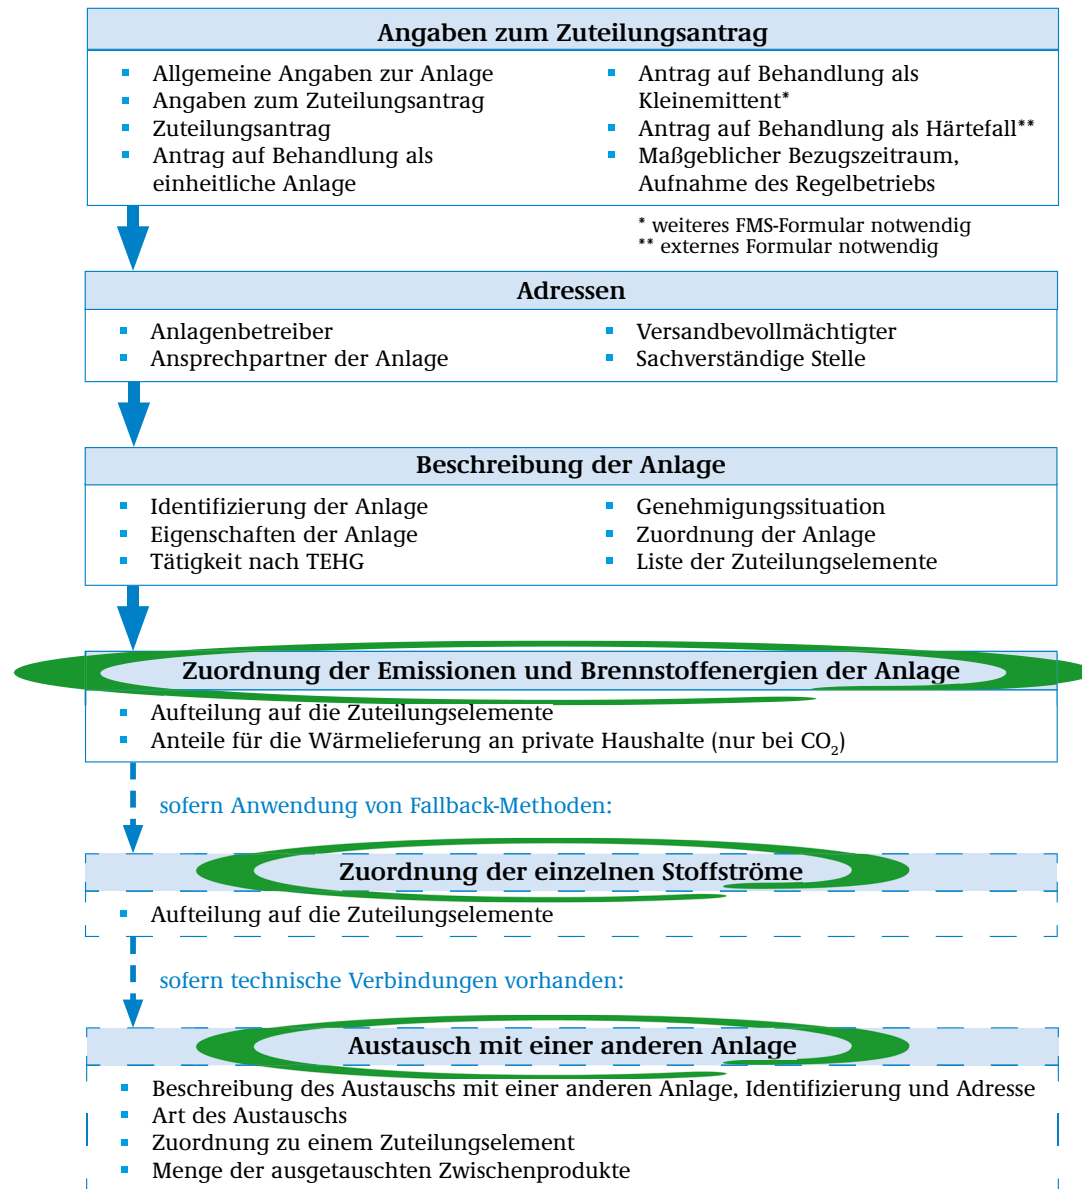 Angaben zum Zuteilungsantrag
Allgemeine Angaben zur Anlage
Angaben zum Zuteilungsantrag
Zuteilungsantrag
Antrag auf Behandlung als
einheitliche Anlage
Antrag auf Behandlung als
Kleinemittent*
Antrag auf Behandlung als Härtefall**
Maßgeblicher Bezugszeitraum,
Aufnahme des Regelbetriebs
* weiteres FMS-Formular notwendig
** externes Formular notwendig
Adressen
Anlagenbetreiber
Ansprechpartner der Anlage
Versandbevollmächtigter
Sachverständige Stelle
Beschreibung der Anlage
Identifizierung der Anlage
Eigenschaften der Anlage
Tätigkeit nach TEHG
Genehmigungssituation
Zuordnung der Anlage
Liste der Zuteilungselemente
Zuordnung der Emissionen und Brennstoffenergien der Anlage
Aufteilung auf die Zuteilungselemente
Anteile für die Wärmelieferung an private Haushalte (nur bei CO₂)
sofern Anwendung von Fallback-Methoden:
Zuordnung der einzelnen Stoffströme
Aufteilung auf die Zuteilungselemente
sofern technische Verbindungen vorhanden:
Austausch mit einer anderen Anlage
Beschreibung des Austauschs mit einer anderen Anlage, Identifizierung und Adresse
Art des Austauschs
Zuordnung zu einem Zuteilungselement
Menge der ausgetauschten Zwischenprodukte